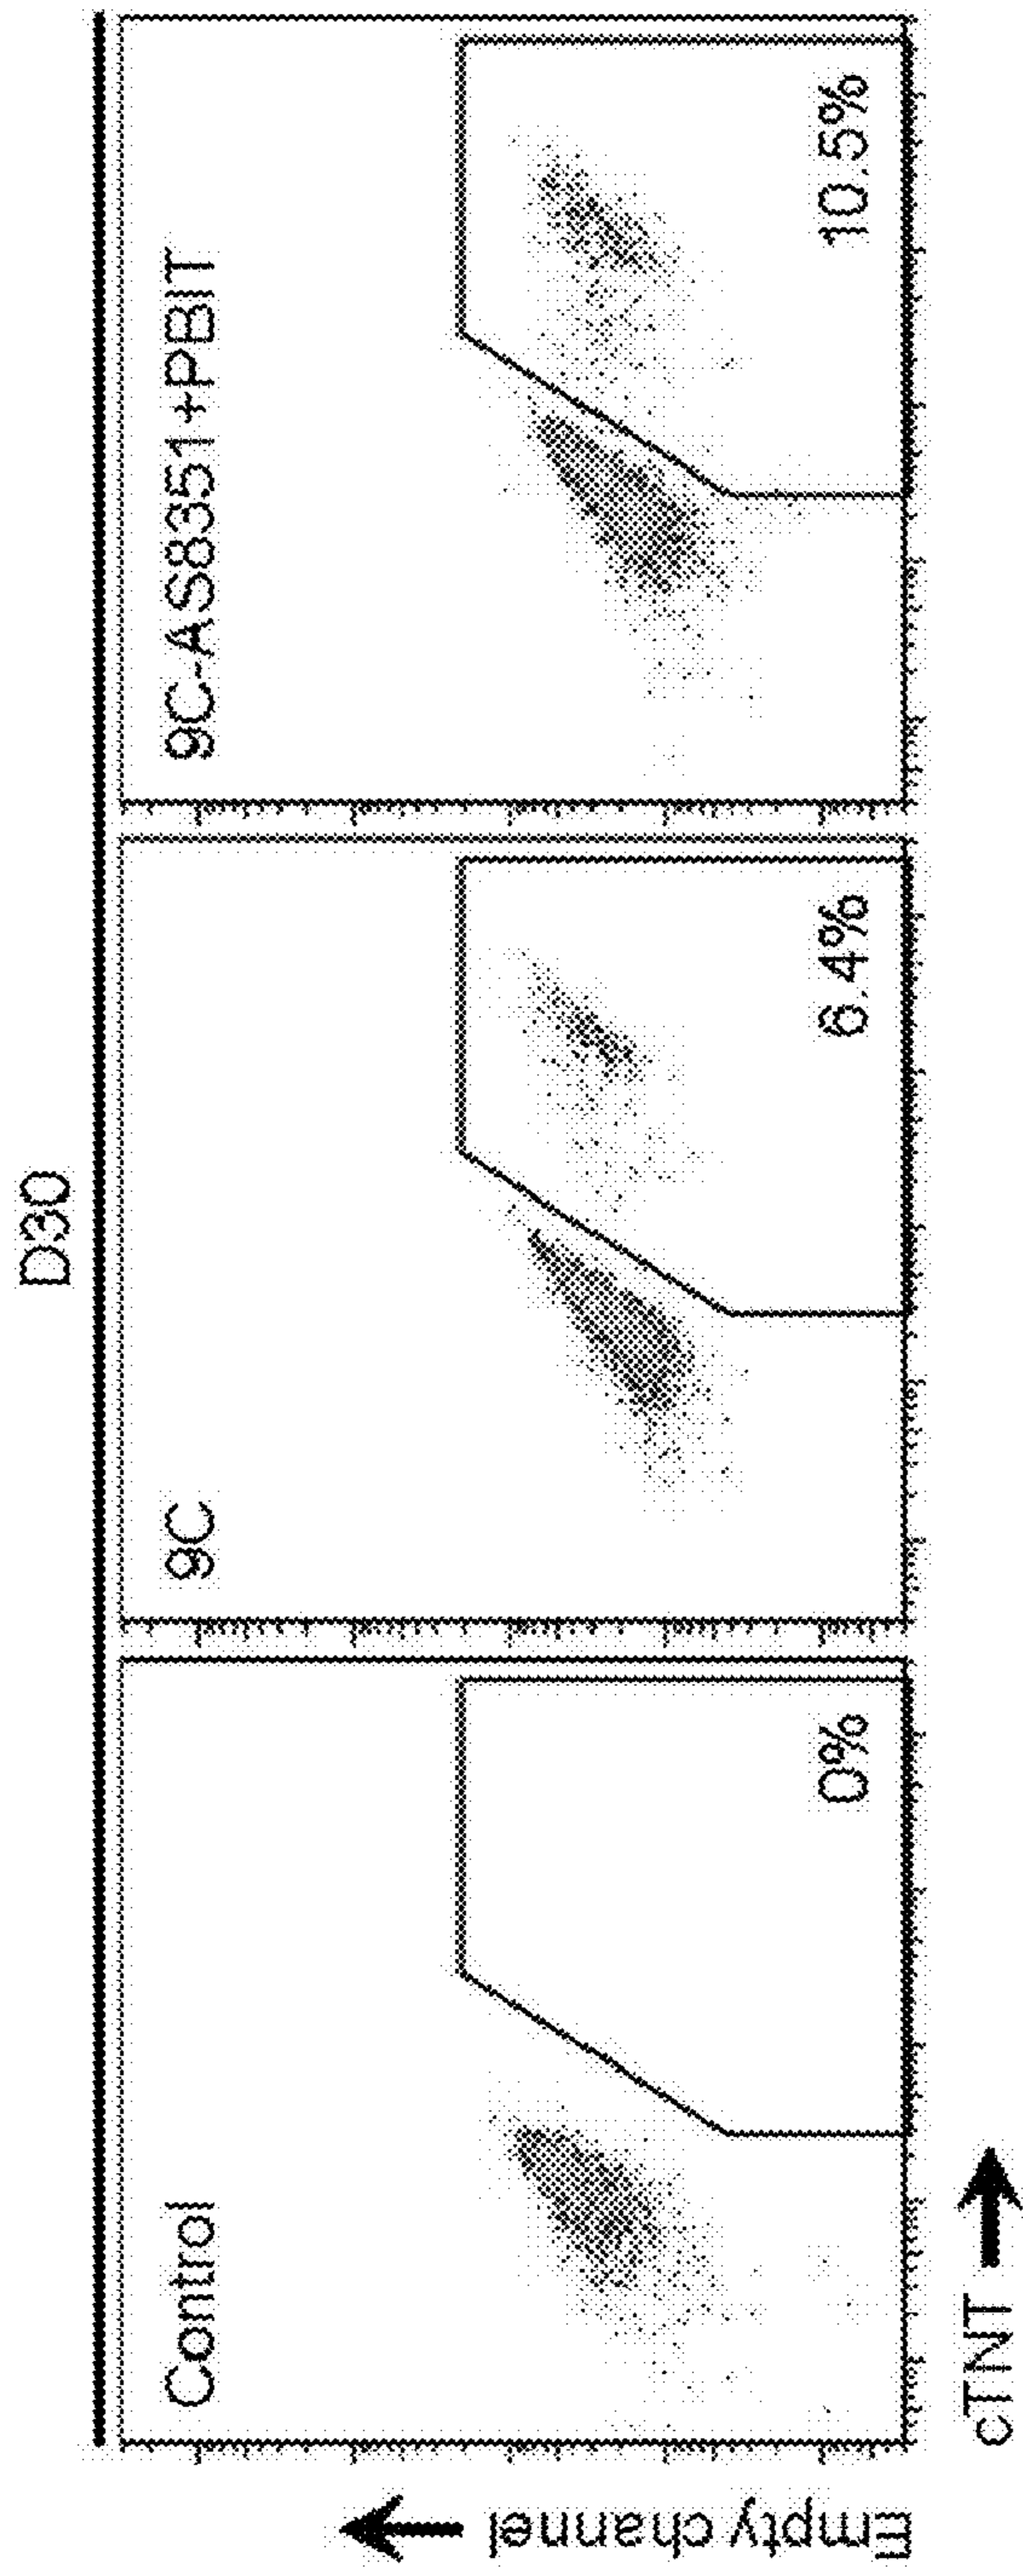 D30
Control
9C
9C-AS8351+PBIT
0%
6.4%
10.5%
Empty channel
cTNT